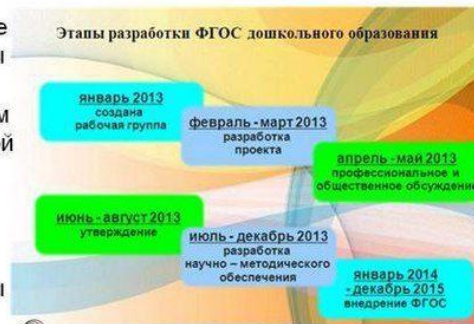 Этапы разработки ФГОС дошкольного образования
январь 2013
создана
рабочая группа
февраль - март 2013
разработка
проекта
апрель - май 2013
профессиональное и
общественное обсуждени
июнь - август 2013
утверждение
июль - декабрь 2013
разработка
научно – методического
обеспечения
январь 2014
- декабрь 2015
внедрение ФГОС